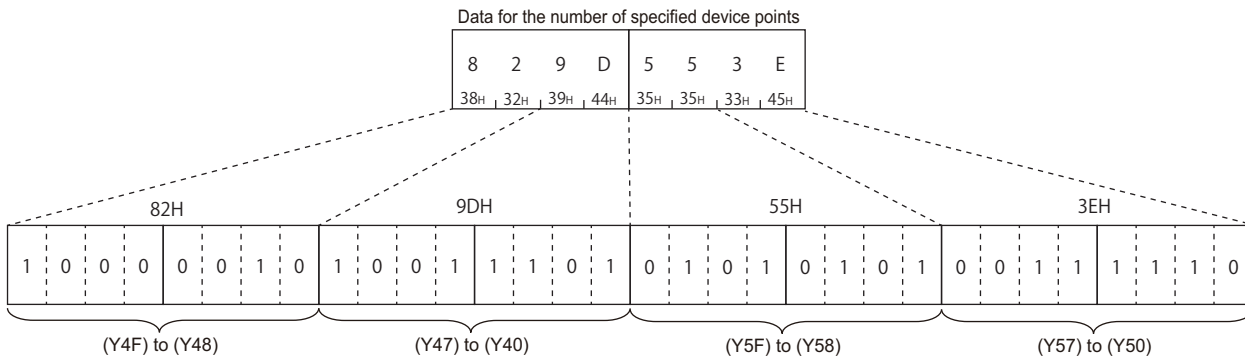 Data for the number of specified device points
8 2 9 D 5 5 3 E
38H 32H 39H 44H 35H 35H 33H 45H
82H 9DH 55H 3EH
1 0 0 0 0 0 1 0 1 0 0 1 1 1 0 1 0 1 0 1 0 1 0 1 0 0 1 1 1 1 1 0
(Y4F) to (Y48) (Y47) to (Y40) (Y5F) to (Y58) (Y57) to (Y50)